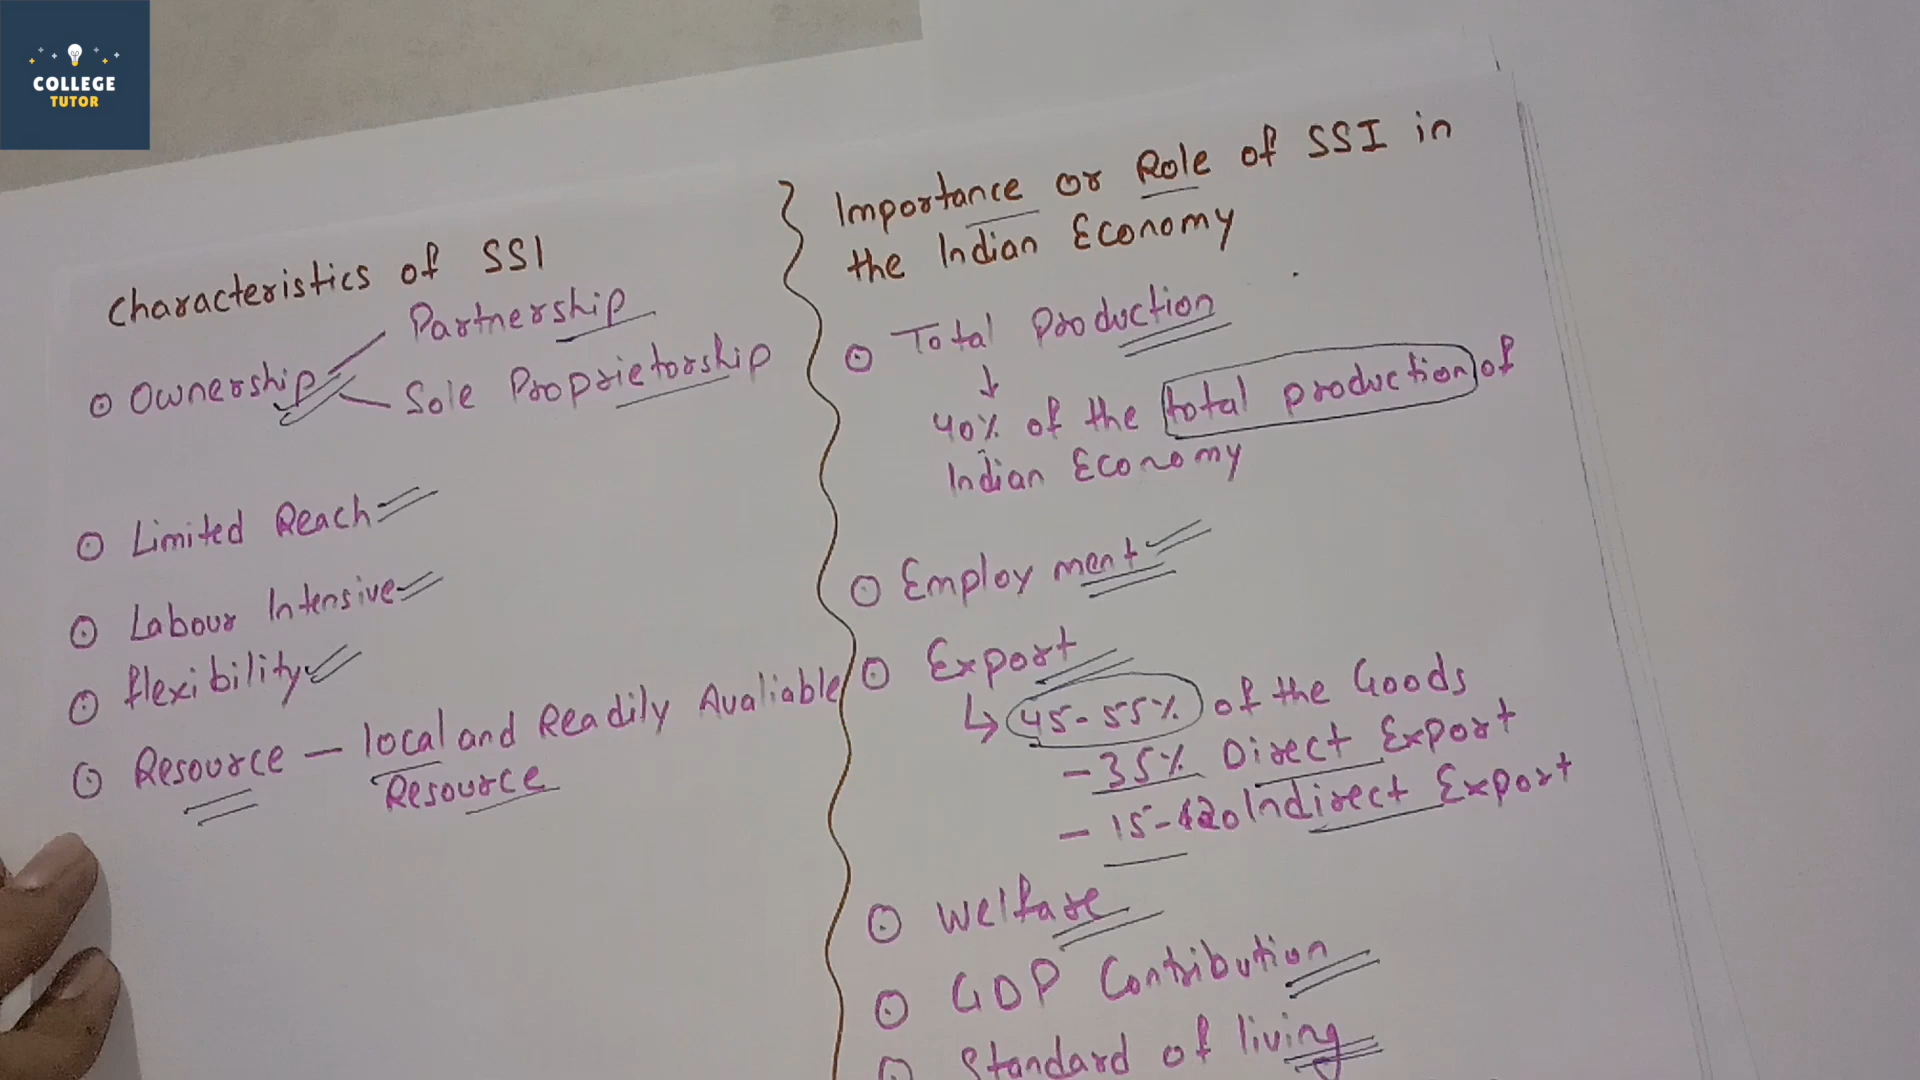 COLLEGE
TUTOR
Characteristics of SSI
Ownership
Partnership
Sole Proprietorship
Limited Reach
Labour Intensive
flexibility
Resource — local and Readily Avaliable
Resource
Importance or Role of SSI in
the Indian Economy
Total Production
↓
40% of the total production of
Indian Economy
Employment
Export
↳ 45-55% of the Goods
- 35% Direct Export
- 15- Indirect Export
Welfare
GDP Contribution
Standard of living